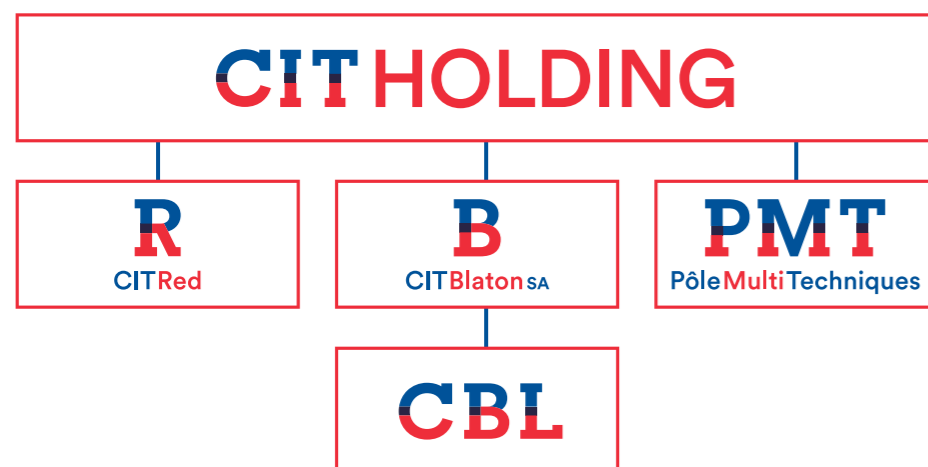 CIT HOLDING
R
CITRed
B
CITBlaton SA
PMT
PôleMultiTechniques
CBL